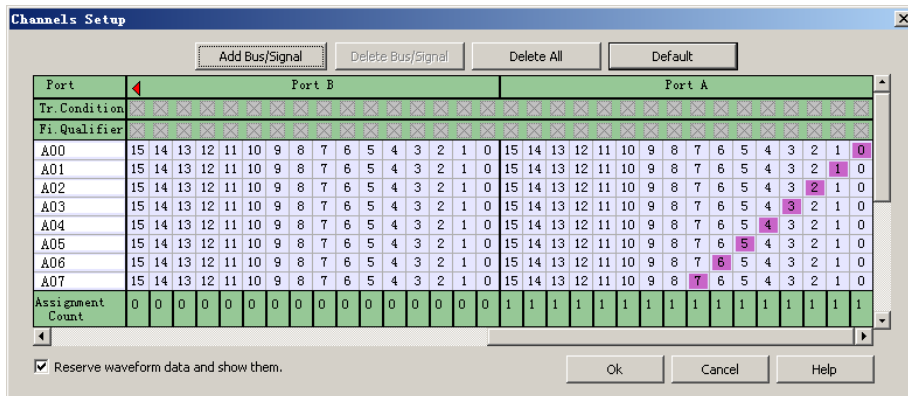 Channels Setup
Add Bus/Signal Delete Bus/Signal Delete All Default
Port Port B Port A
Tr.Condition
Fi.Qualifier
A00 15 14 13 12 11 10 9 8 7 6 5 4 3 2 1 0 15 14 13 12 11 10 9 8 7 6 5 4 3 2 1 0
A01 15 14 13 12 11 10 9 8 7 6 5 4 3 2 1 0 15 14 13 12 11 10 9 8 7 6 5 4 3 2 1 0
A02 15 14 13 12 11 10 9 8 7 6 5 4 3 2 1 0 15 14 13 12 11 10 9 8 7 6 5 4 3 2 1 0
A03 15 14 13 12 11 10 9 8 7 6 5 4 3 2 1 0 15 14 13 12 11 10 9 8 7 6 5 4 3 2 1 0
A04 15 14 13 12 11 10 9 8 7 6 5 4 3 2 1 0 15 14 13 12 11 10 9 8 7 6 5 4 3 2 1 0
A05 15 14 13 12 11 10 9 8 7 6 5 4 3 2 1 0 15 14 13 12 11 10 9 8 7 6 5 4 3 2 1 0
A06 15 14 13 12 11 10 9 8 7 6 5 4 3 2 1 0 15 14 13 12 11 10 9 8 7 6 5 4 3 2 1 0
A07 15 14 13 12 11 10 9 8 7 6 5 4 3 2 1 0 15 14 13 12 11 10 9 8 7 6 5 4 3 2 1 0
Assignment
Count 0 0 0 0 0 0 0 0 0 0 0 0 0 0 0 0 1 1 1 1 1 1 1 1 1 1 1 1 1 1 1 1
Reserve waveform data and show them. Ok Cancel Help